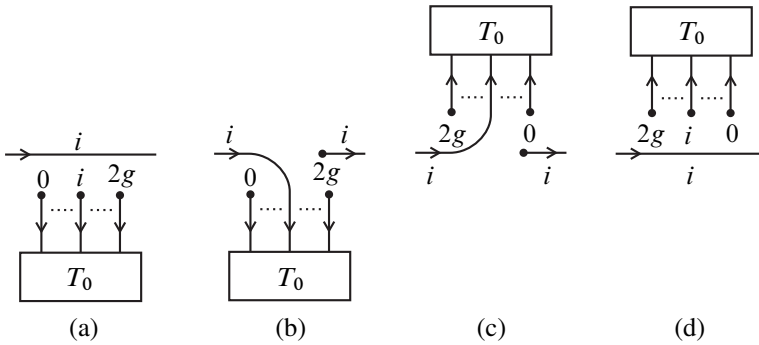 T₀ T₀
i i i
2g 0 2g i 0
0 i 2g 0 2g i i i
T₀ T₀
(a) (b) (c) (d)